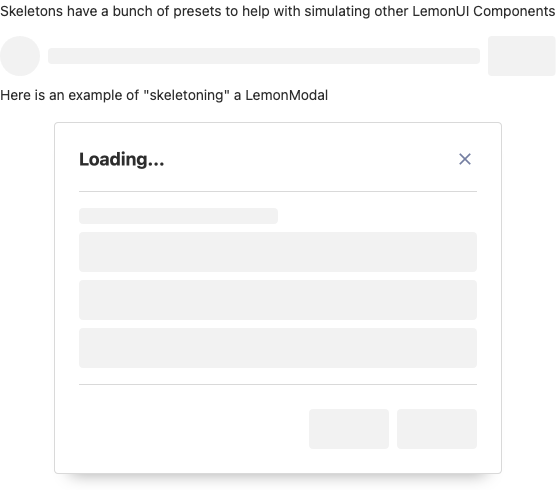 Skeletons have a bunch of presets to help with simulating other LemonUI Components
Here is an example of "skeletoning" a LemonModal
Loading...